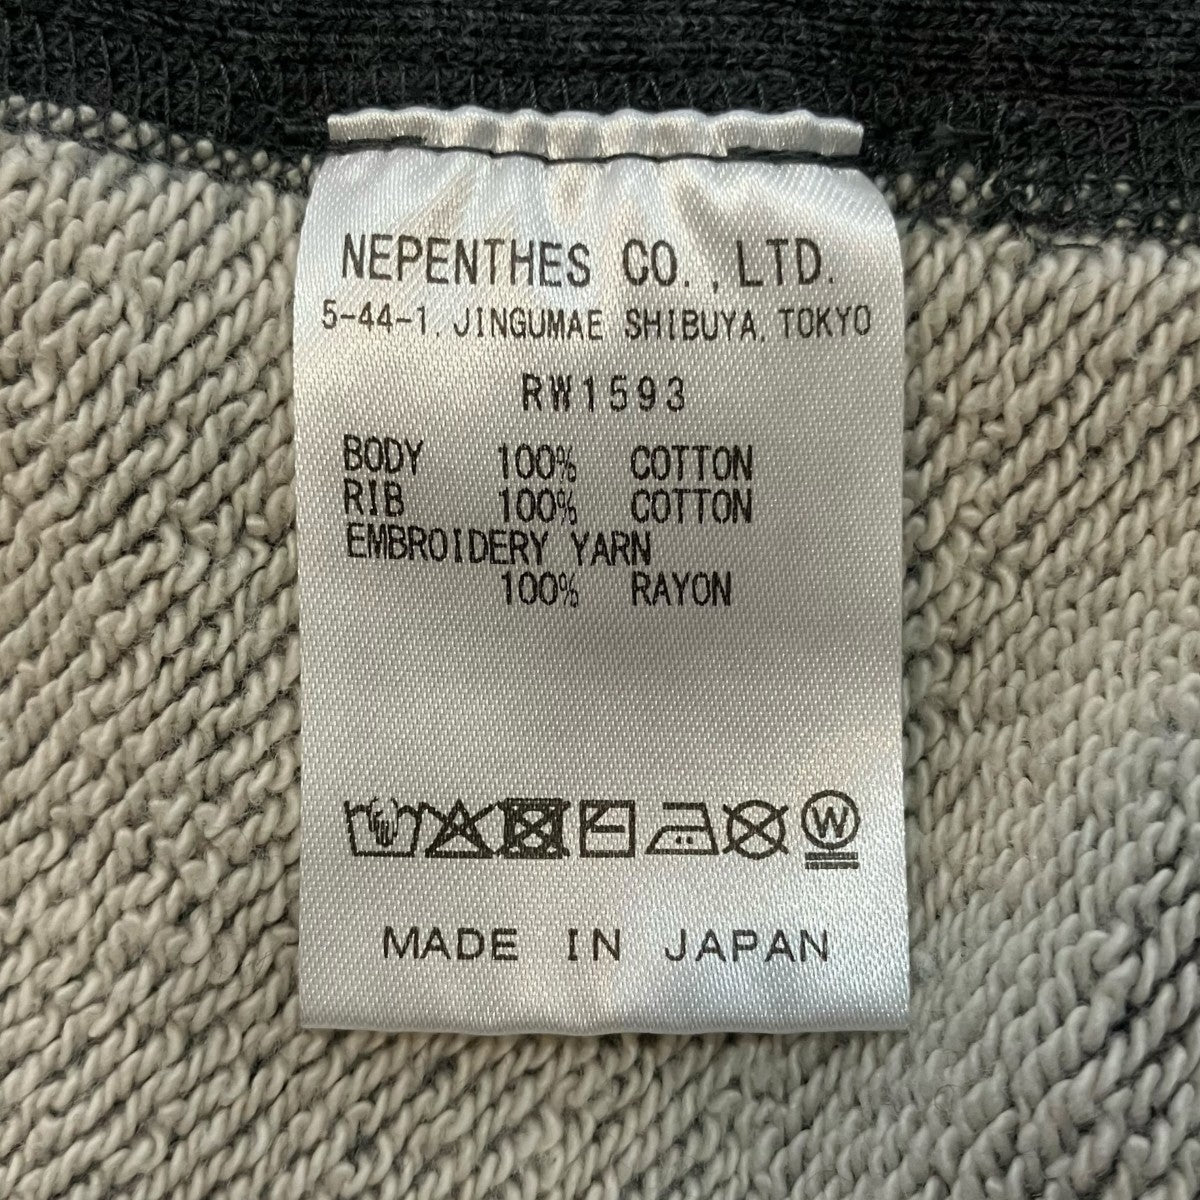 NEPENTHES CO., LTD.
5-44-1, JINGUMAE SHIBUYA, TOKYO
RW1593
BODY 100% COTTON
RIB 100% COTTON
EMBROIDERY YARN
100% RAYON
W
MADE IN JAPAN